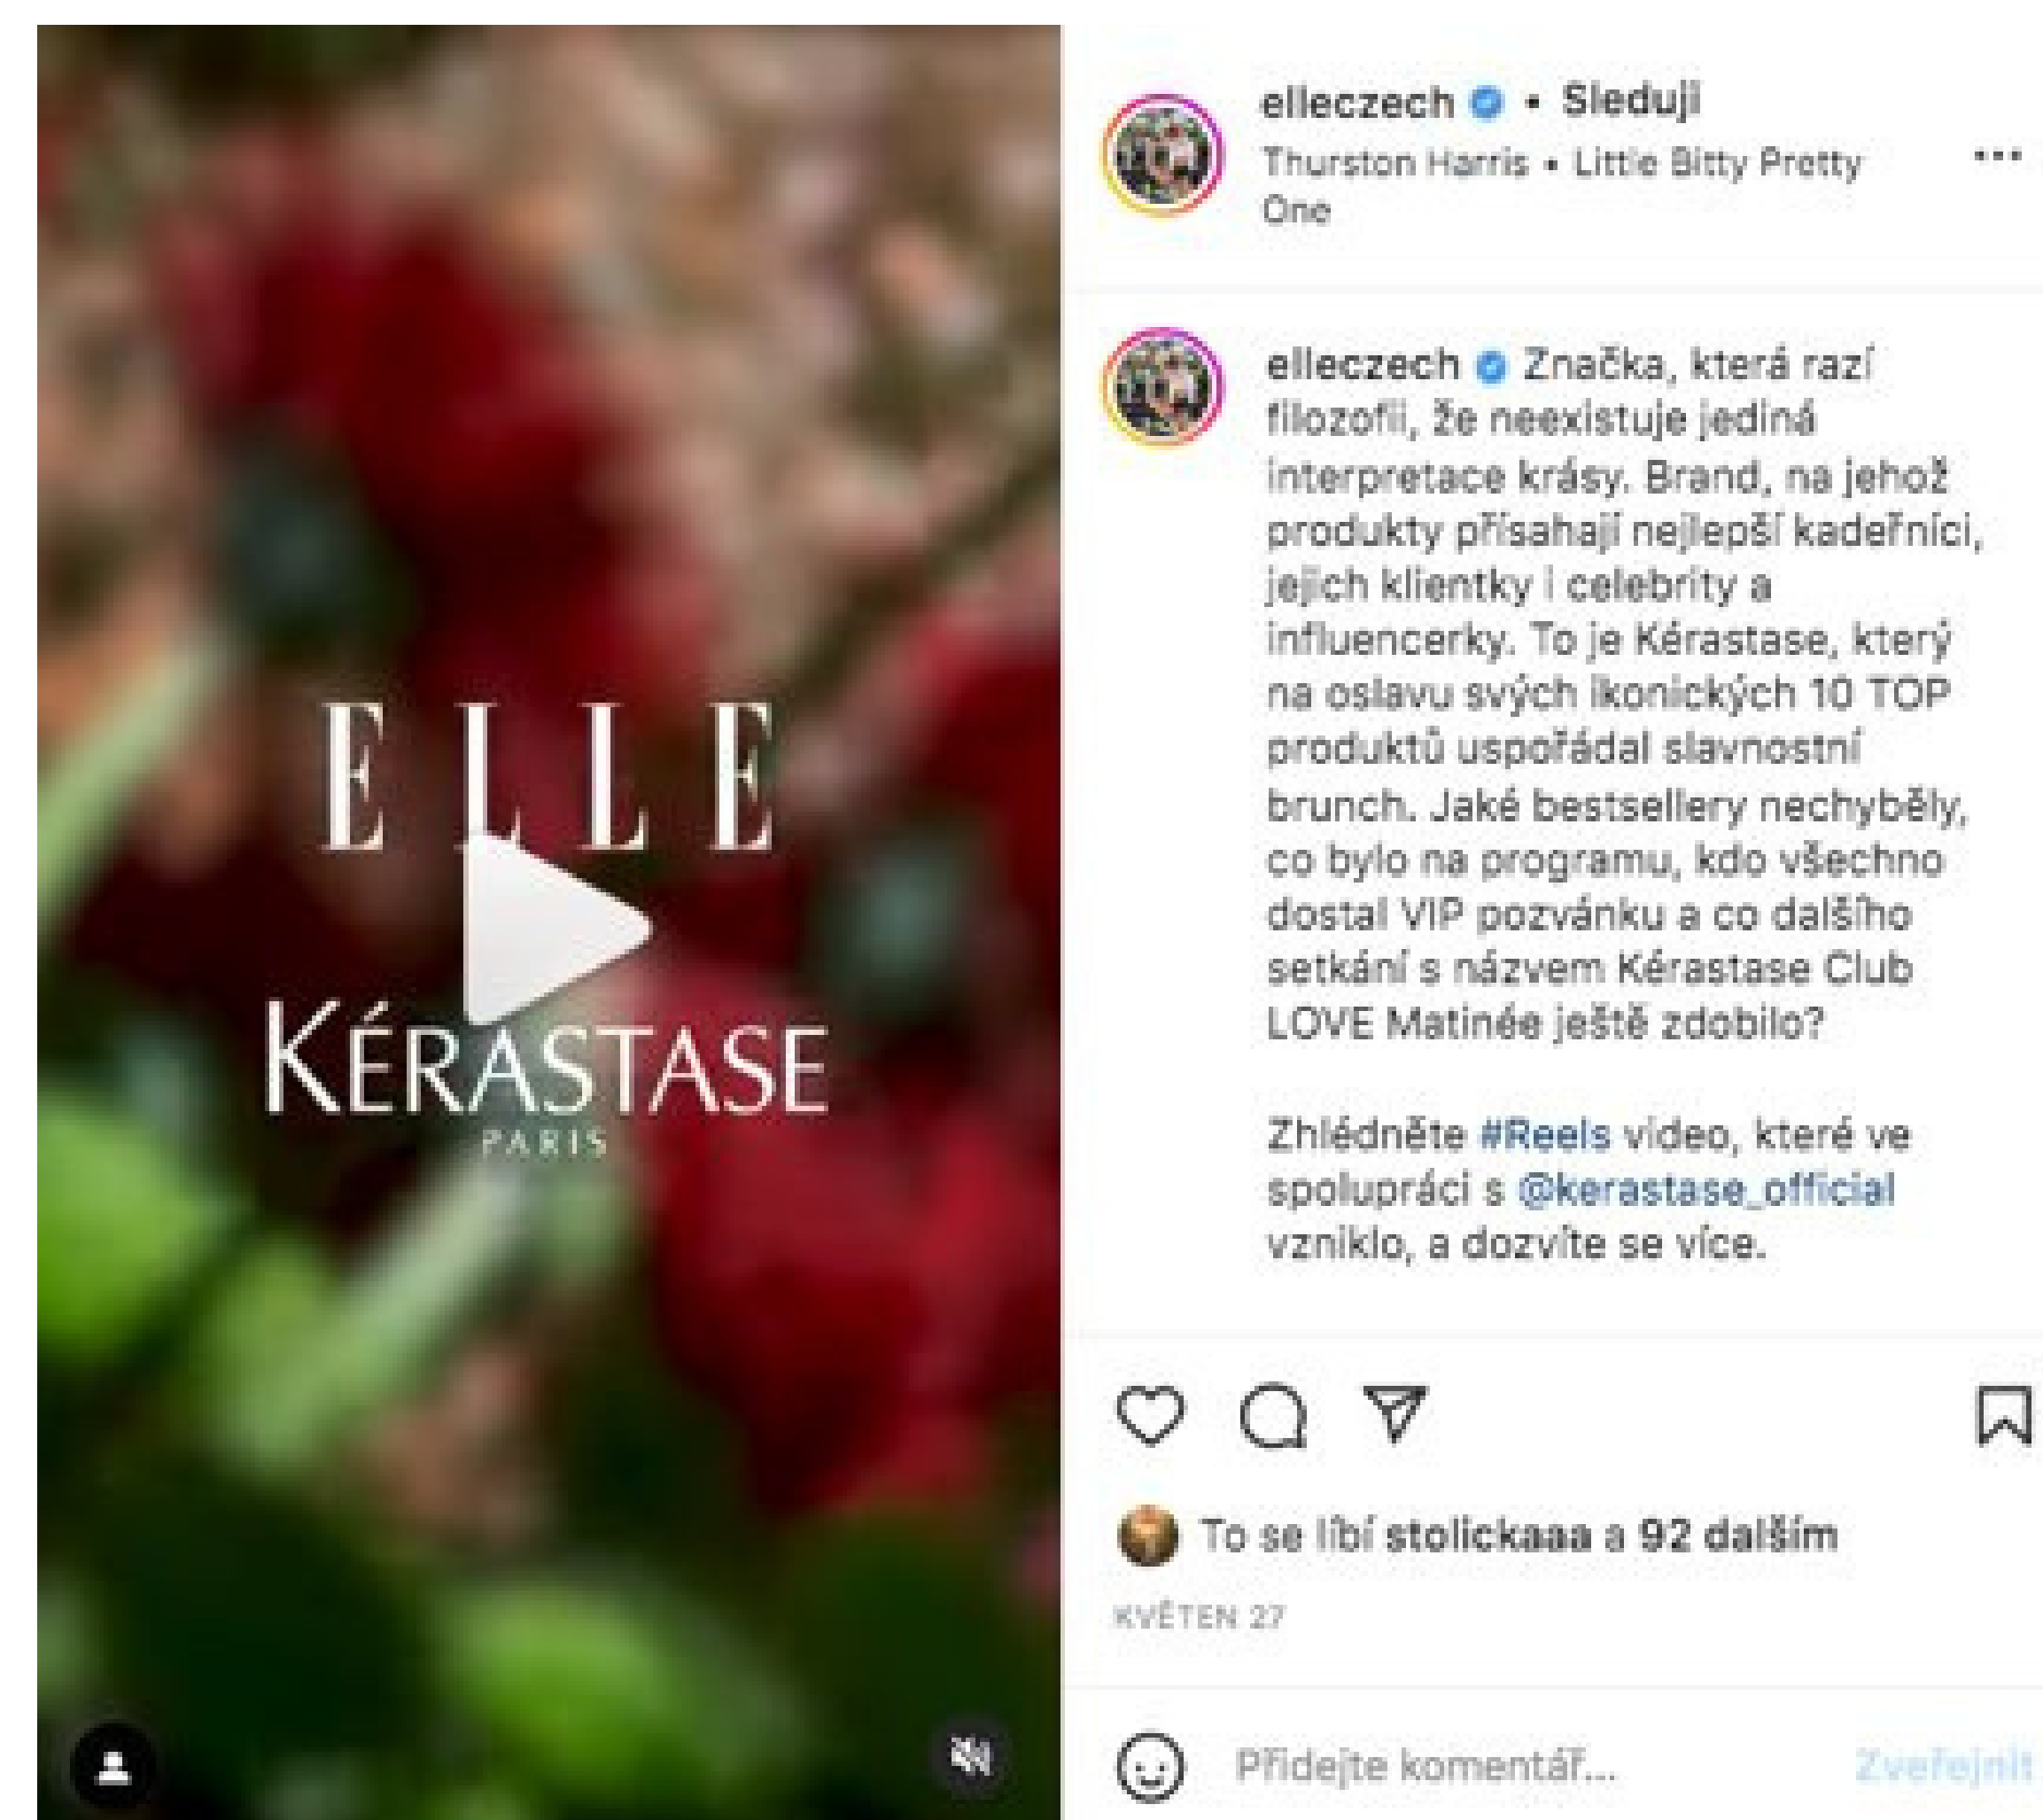 ELLE
KÉRASTASE
PARIS
elleczech • Sleduji
Thurston Harris • Little Bitty Pretty
One
elleczech Značka, která razí
filozofii, že neexistuje jediná
interpretace krásy. Brand, na jehož
produkty přísahají nejlepší kadeřníci,
jejich klientky i celebrity a
influencerky. To je Kérastase, který
na oslavu svých ikonických 10 TOP
produktů uspořádal slavnostní
brunch. Jaké bestsellery nechyběly,
co bylo na programu, kdo všechno
dostal VIP pozvánku a co dalšího
setkání s názvem Kérastase Club
LOVE Matinée ještě zdobilo?
Zhlédněte #Reels video, které ve
spolupráci s @kerastase_official
vzniklo, a dozvíte se více.
To se líbí stolickaaa a 92 dalším
KVĚTEN 27
Přidejte komentář...
Zveřejnit